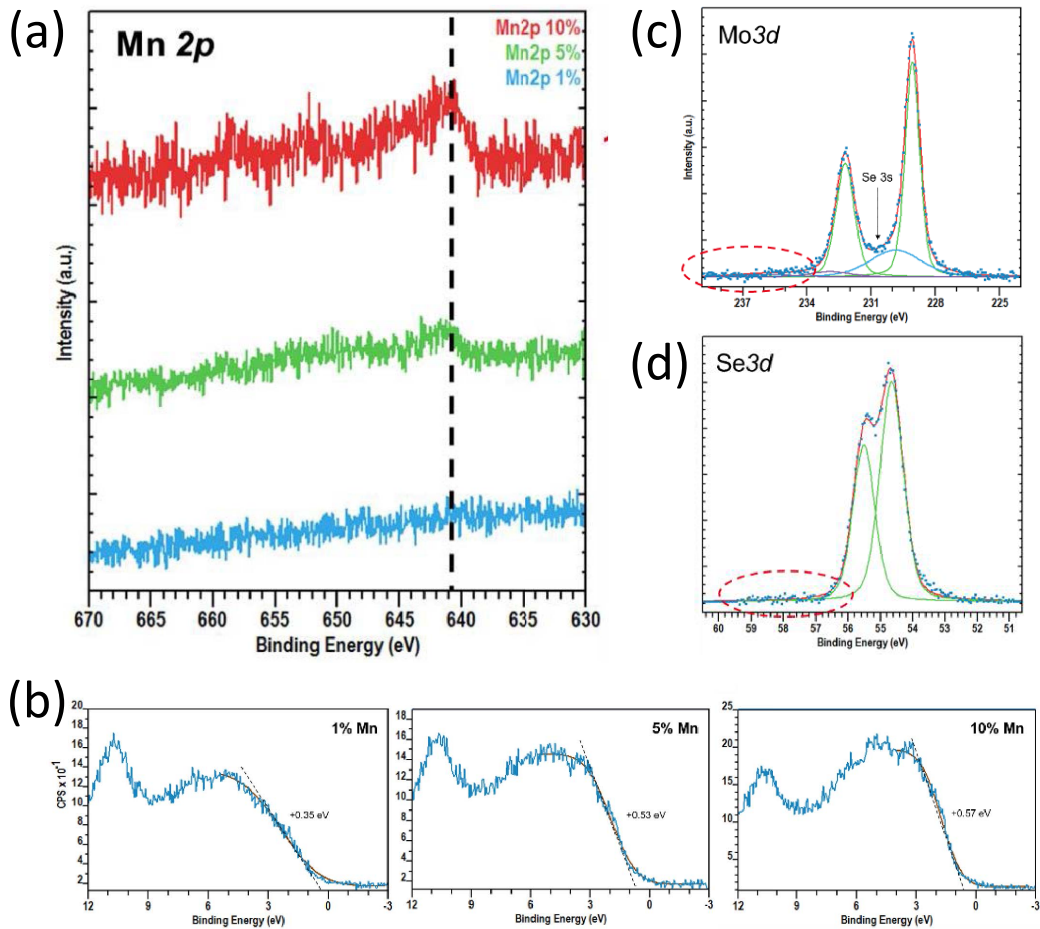 (a)
Mn 2p
Mn2p 10%
Mn2p 5%
Mn2p 1%
Intensity (a.u.)
670 665 660 655 650 645 640 635 630
Binding Energy (eV)
(c)
Mo3d
Se 3s
Intensity (a.u.)
237 234 231 228 225
Binding Energy (eV)
(d)
Se3d
60 59 58 57 56 55 54 53 52 51
Binding Energy (eV)
(b)
1% Mn
+0.35 eV
CPS x 10⁻¹
20
18
16
14
12
10
8
6
4
2
12 9 6 3 0 -3
Binding Energy (eV)
5% Mn
+0.53 eV
18
16
14
12
10
8
6
4
2
12 9 6 3 0 -3
Binding Energy (eV)
10% Mn
+0.57 eV
25
20
15
10
5
12 9 6 3 0 -3
Binding Energy (eV)